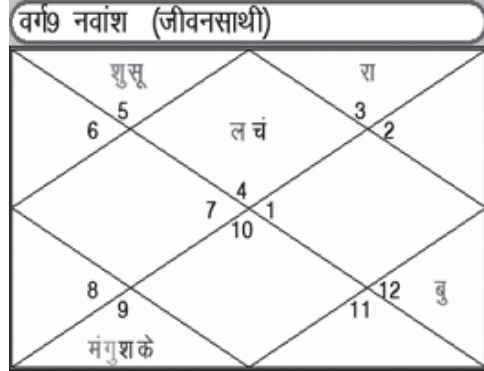 वर्ग9 नवांश (जीवनसाथी)
शुसू रा
5 3
6 ल चं 2
4
7 1
10
8 12 बु
9 11
मंगुशके